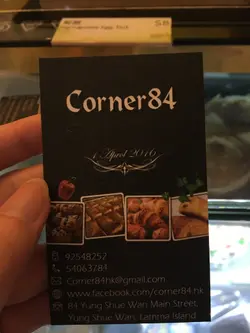 Corner84
1 April 2016
92548252
54063784
Corner84hk@gmail.com
www.facebook.com/corner84.hk
84 Yung Shue Wan Main Street,
Yung Shue Wan, Lamma Island